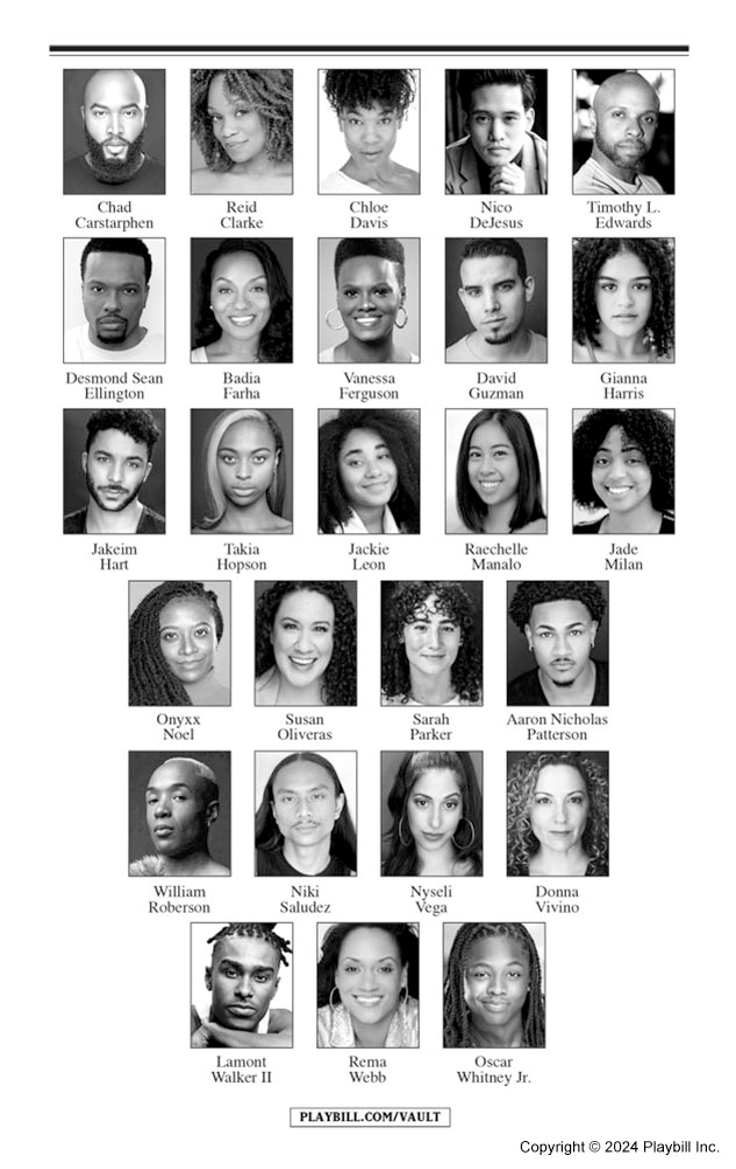 Chad
Carstarphen
Reid
Clarke
Chloe
Davis
Nico
DeJesus
Timothy L.
Edwards
Desmond Sean
Ellington
Badia
Farha
Vanessa
Ferguson
David
Guzman
Gianna
Harris
Jakeim
Hart
Takia
Hopson
Jackie
Leon
Raechelle
Manalo
Jade
Milan
Onyxx
Noel
Susan
Oliveras
Sarah
Parker
Aaron Nicholas
Patterson
William
Roberson
Niki
Saludez
Nyseli
Vega
Donna
Vivino
Lamont
Walker II
Rema
Webb
Oscar
Whitney Jr.
PLAYBILL.COM/VAULT
Copyright © 2024 Playbill Inc.